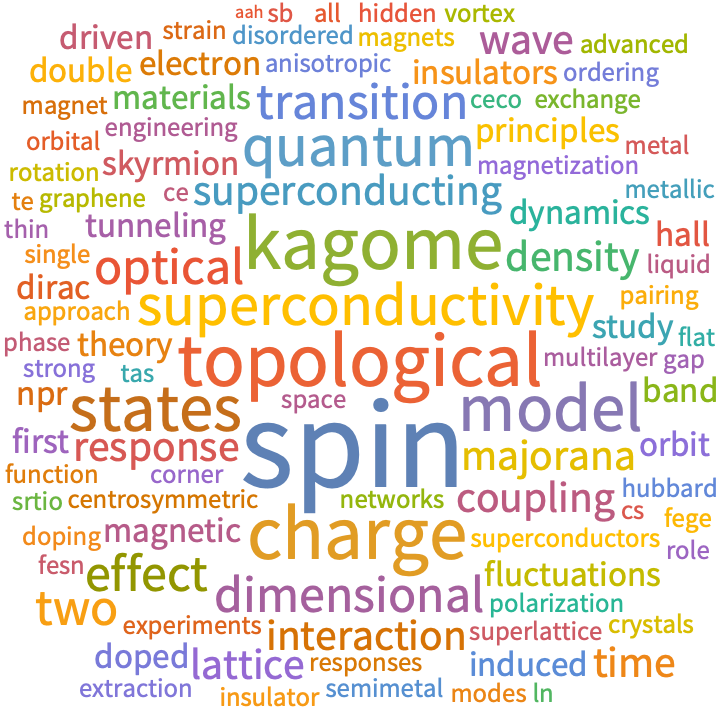 aah sb all hidden vortex
driven strain disordered magnets wave advanced
double electron anisotropic insulators ordering
magnet materials transition ceco exchange
orbital engineering quantum principles metal
rotation skyrmion magnetization
te graphene ce superconducting metallic
thin tunneling kagome dynamics hall
single optical density liquid
dirac superconductivity pairing
approach study flat
phase theory topological multilayer gap
strong tas band
npr states space model
first response spin majorana orbit
function corner hubbard
srtio centrosymmetric networks coupling cs fege
doping magnetic charge superconductors role
fesn effect fluctuations
two dimensional polarization
experiments interaction superlattice crystals
doped lattice responses induced time
extraction insulator semimetal modes ln